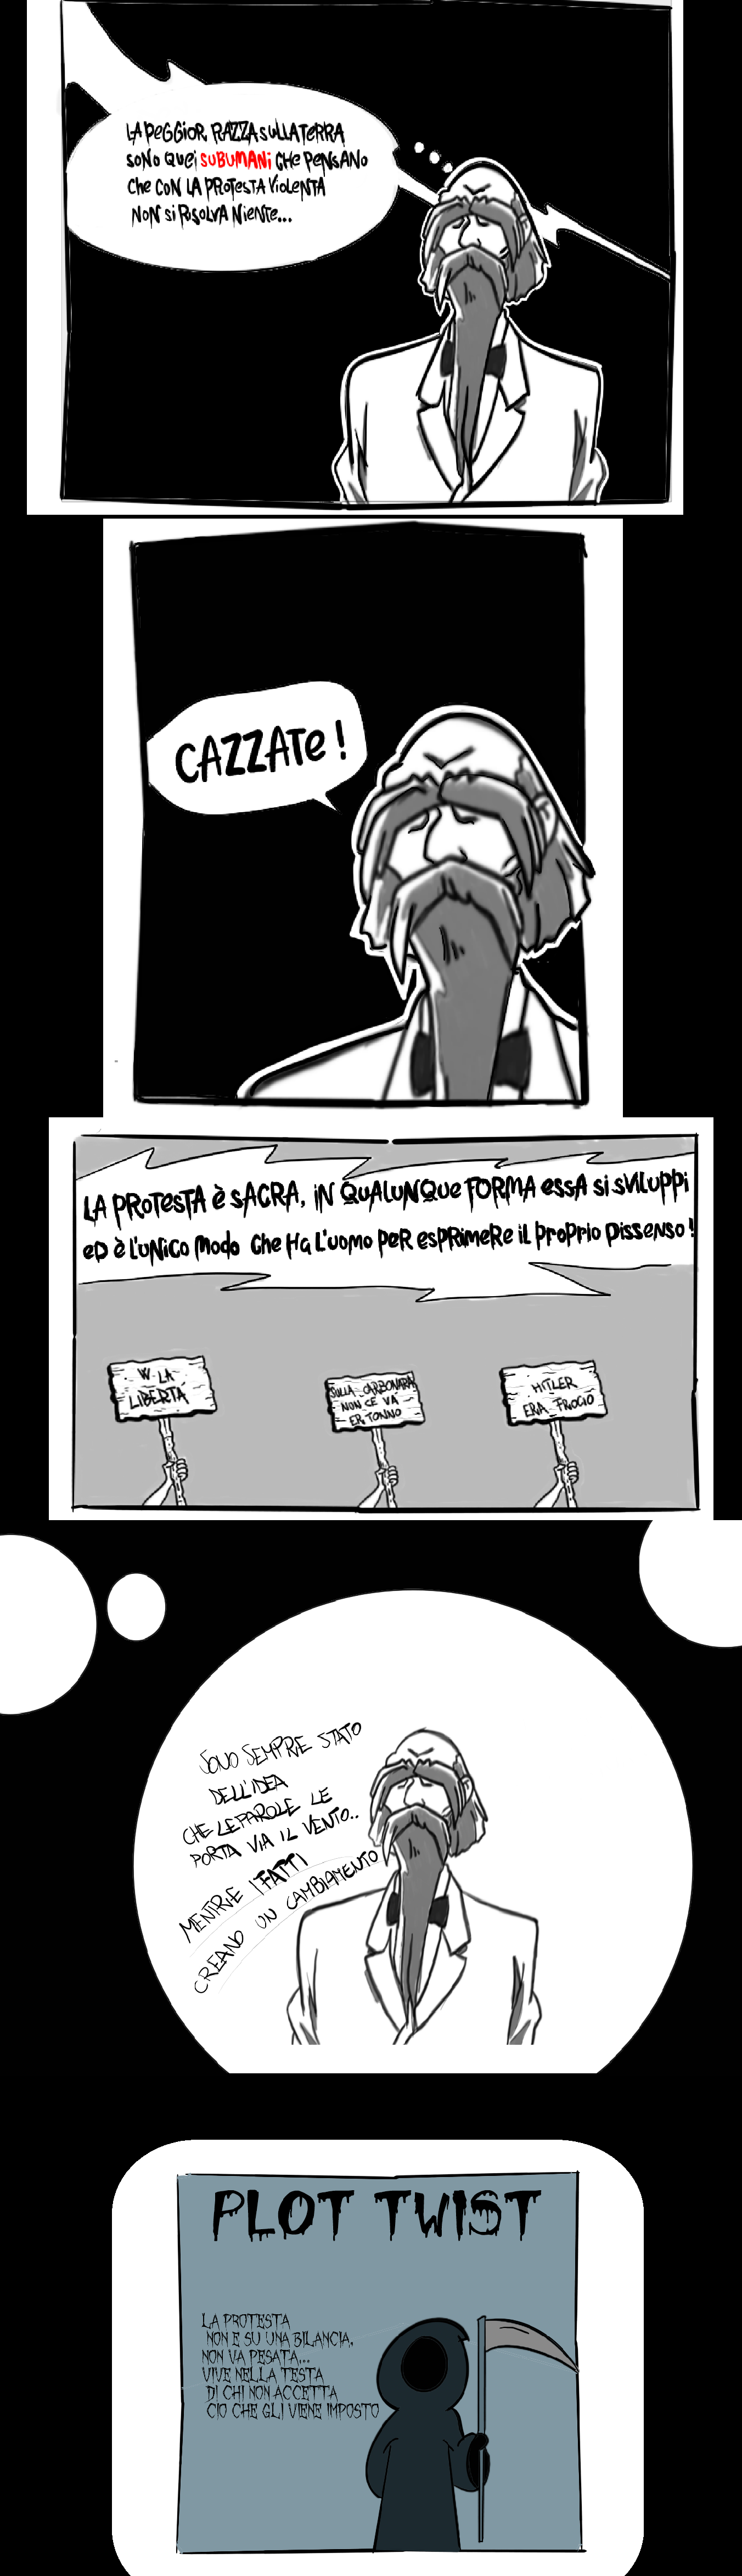 LA PeGGioR RAZZA sULLA TeRRA
soNo QUei SUBUMANi CHe PeNSANo
CHe CoN LA PRoTesTA VioLeNTA
NoN si RisoLVA NieNTe...
CAZZATe!
LA PRoTesTA è sACRA, iN QUALUNQUe FoRMA essA si sViLuppi
eD è L'uNiCo moDo CHe HA L'uomo PeR esPRimeRe iL pRoPRio DisseNso!
W LA
LIBERTÀ
SULLA CARBONARA
NON CE VÀ
ER TONNO
HITLER
ERA FROCIO
SONO SEMPRE STATO
DELL'IDEA
CHE LE PAROLE LE
PORTA VIA IL VENTO..
MENTRE I FATTI
CREANO UN CAMBIAMENTO
PLOT TWIST
LA PROTESTA
NON E SU UNA BILANCIA,
NON VA PESATA...
VIVE NELLA TESTA
DI CHI NON ACCETTA
CIO CHE GLI VIENE IMPOSTO